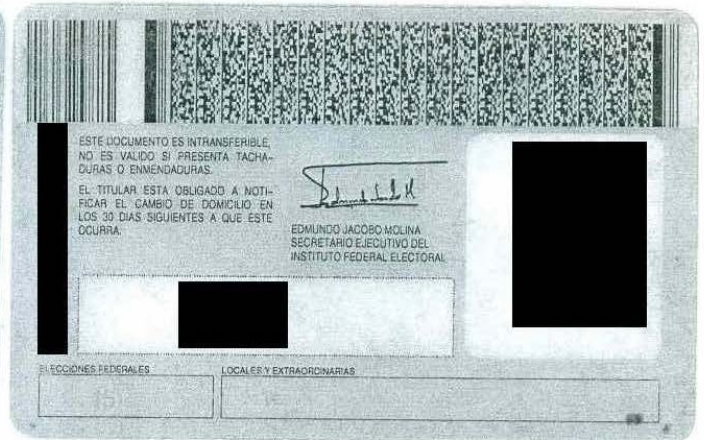 ESTE DOCUMENTO ES INTRANSFERIBLE,
NO ES VALIDO SI PRESENTA TACHA-
DURAS O ENMENDADURAS.
EL TITULAR ESTA OBLIGADO A NOTI-
FICAR EL CAMBIO DE DOMICILIO EN
LOS 30 DIAS SIGUIENTES A QUE ESTE
OCURRA.
EDMUNDO JACOBO MOLINA
SECRETARIO EJECUTIVO DEL
INSTITUTO FEDERAL ELECTORAL
ELECCIONES FEDERALES
LOCALES Y EXTRAORDINARIAS